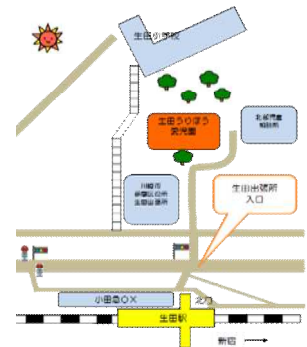 生田小学校
生田うりぼう
愛児園
北部児童
相談所
川崎市
多摩区役所
生田出張所
生田出張所
入口
小田急OX
北口
生田駅
新宿